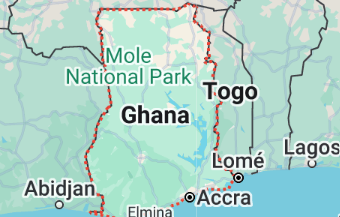 Mole
National Park
Togo
Ghana
Lomé
Lagos
Abidjan
Accra
Elmina